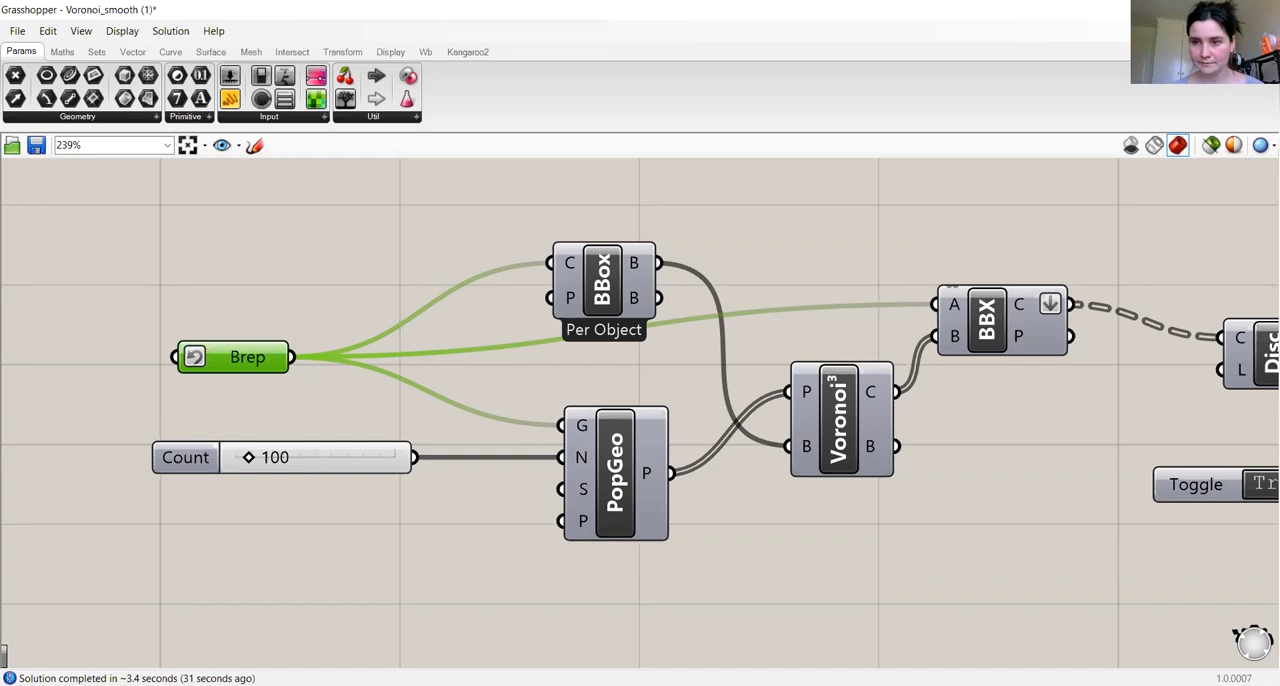 Grasshopper - Voronoi_smooth (1)*
File Edit View Display Solution Help
Params Maths Sets Vector Curve Surface Mesh Intersect Transform Display Wb Kangaroo2
Geometry Primitive Input Util
239%
C BBox B
P B
Per Object
A BBX C
B P
Brep
C Disc
L
P Voronoi³ C
B B
G PopGeo P
N
S
P
Count 100
Toggle Tr
Solution completed in ~3.4 seconds (31 seconds ago)
1.0.0007